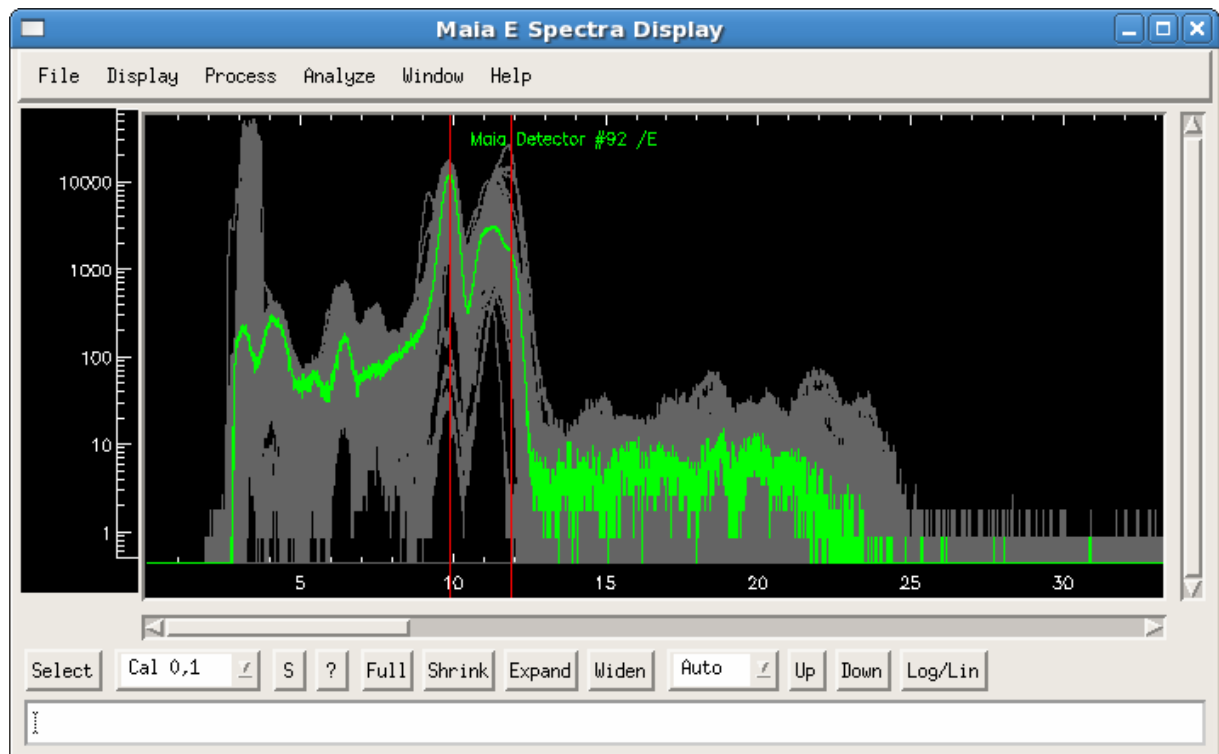 Maia E Spectra Display
File Display Process Analyze Window Help
Maia Detector #92 /E
10000
1000
100
10
1
5 10 15 20 25 30
Select Cal 0,1 S ? Full Shrink Expand Widen Auto Up Down Log/Lin